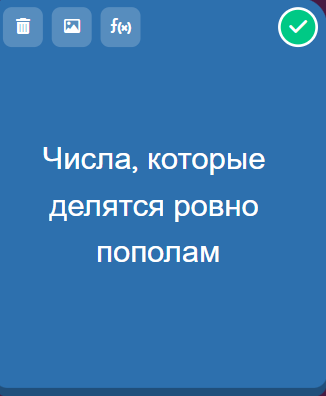 f(x)
Числа, которые
делятся ровно
пополам